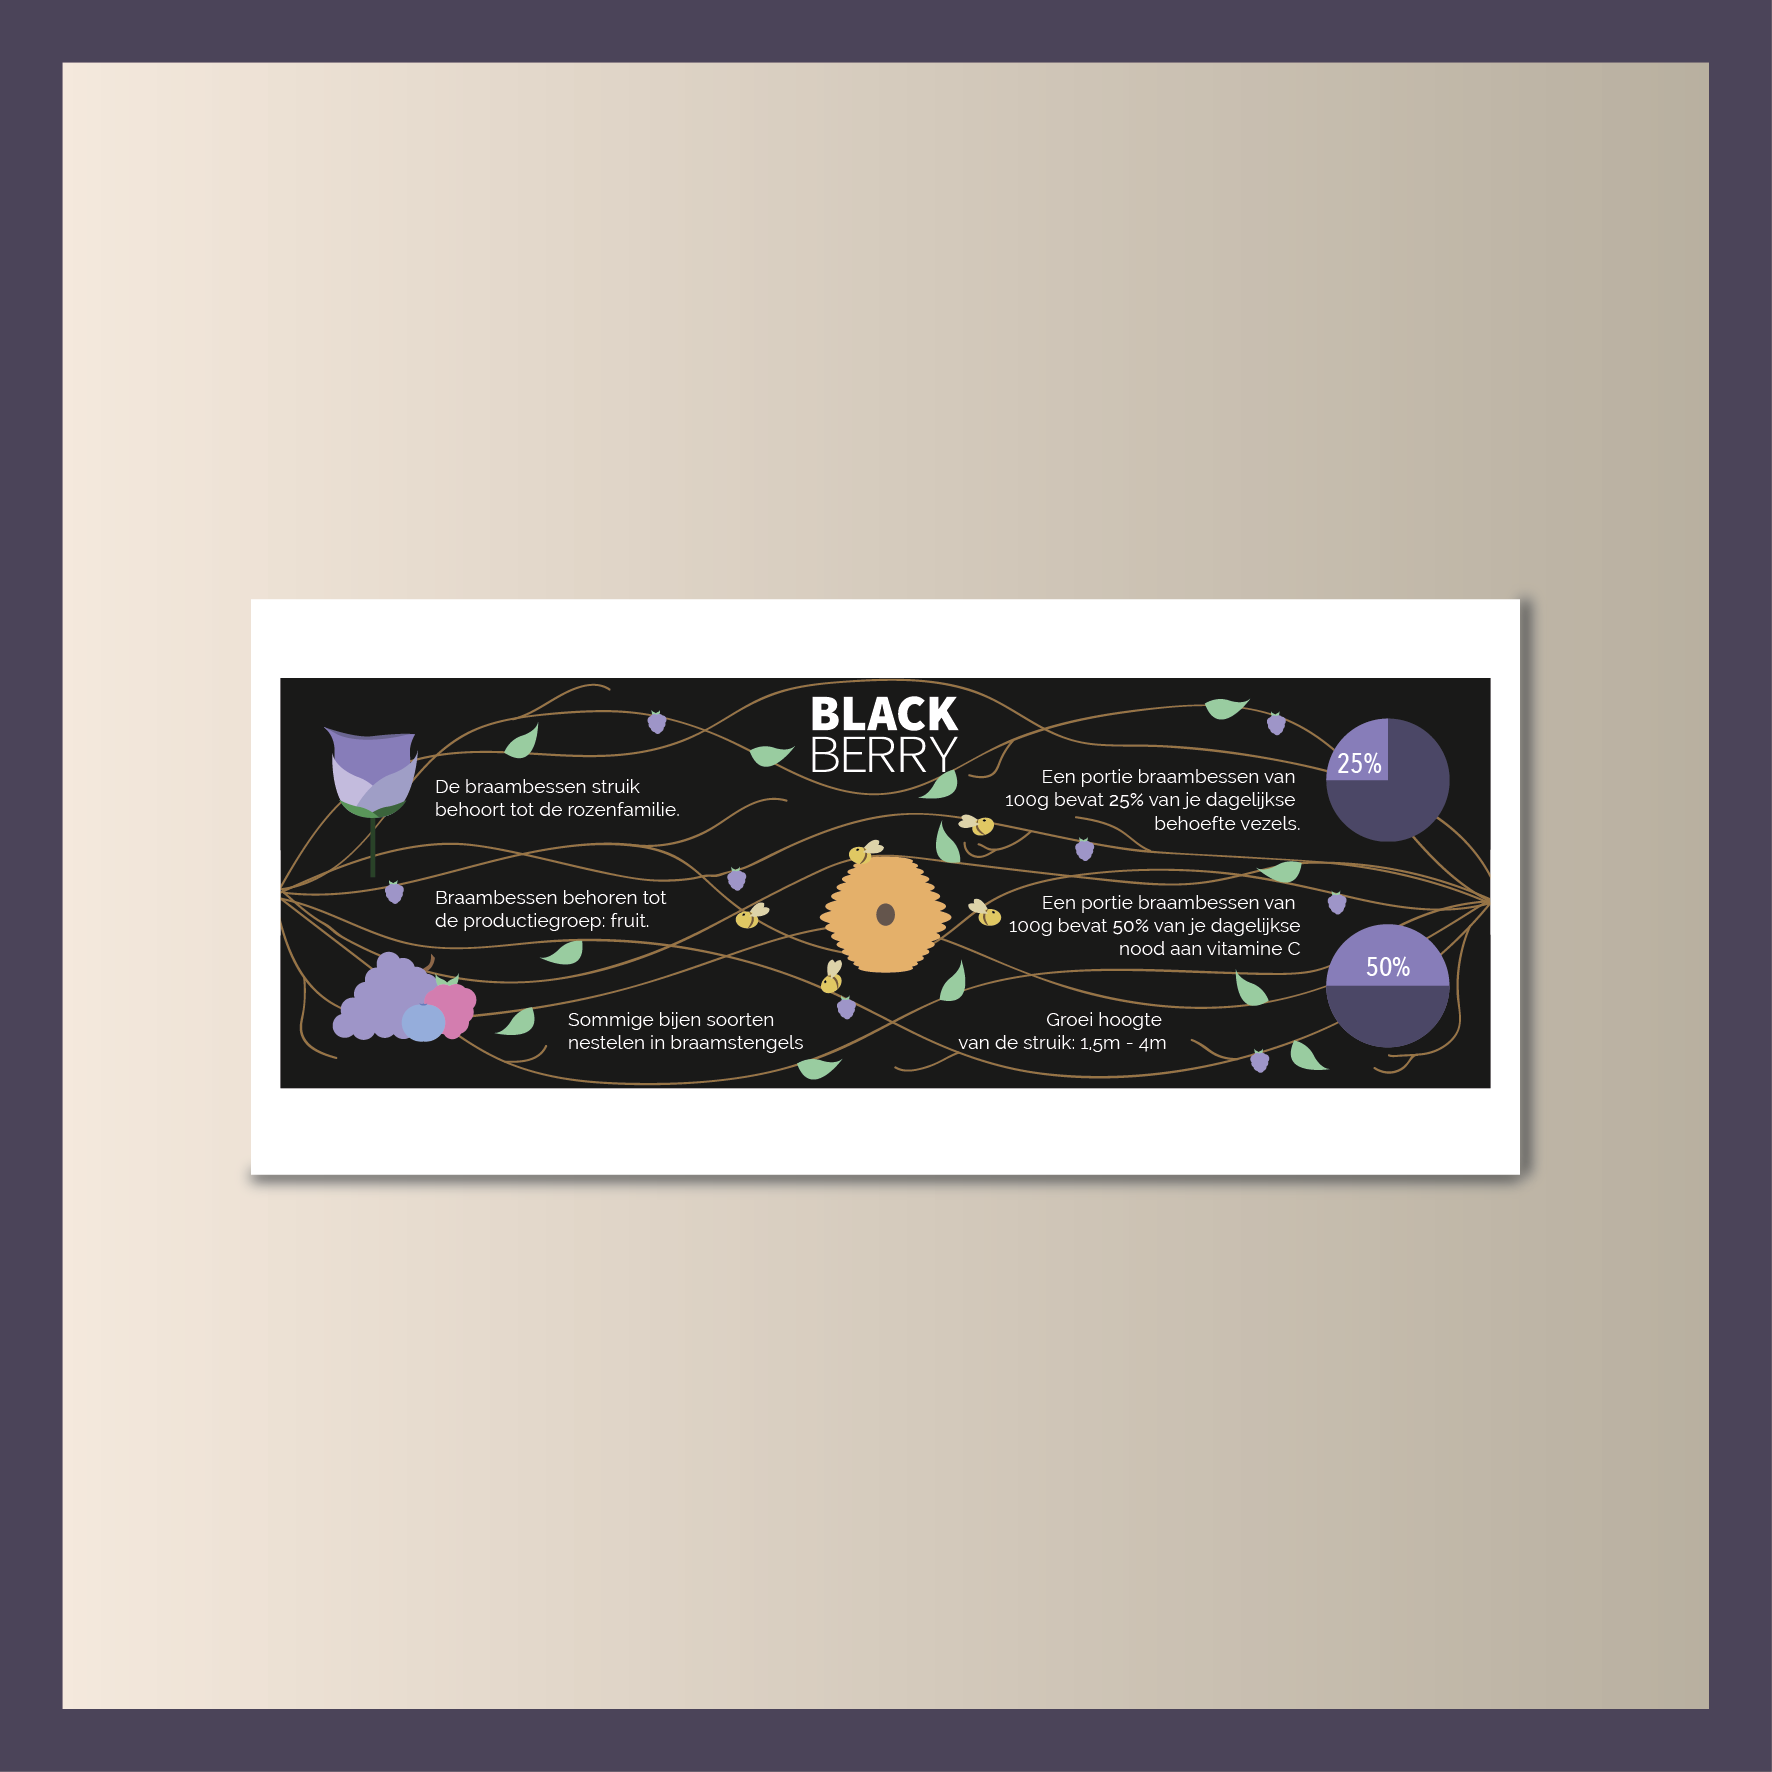 BLACK
BERRY
De braambessen struik
behoort tot de rozenfamilie.
Braambessen behoren tot
de productiegroep: fruit.
Sommige bijen soorten
nestelen in braamstengels
Een portie braambessen van
100g bevat 25% van je dagelijkse
behoefte vezels.
25%
Een portie braambessen van
100g bevat 50% van je dagelijkse
nood aan vitamine C
50%
Groei hoogte
van de struik: 1,5m - 4m